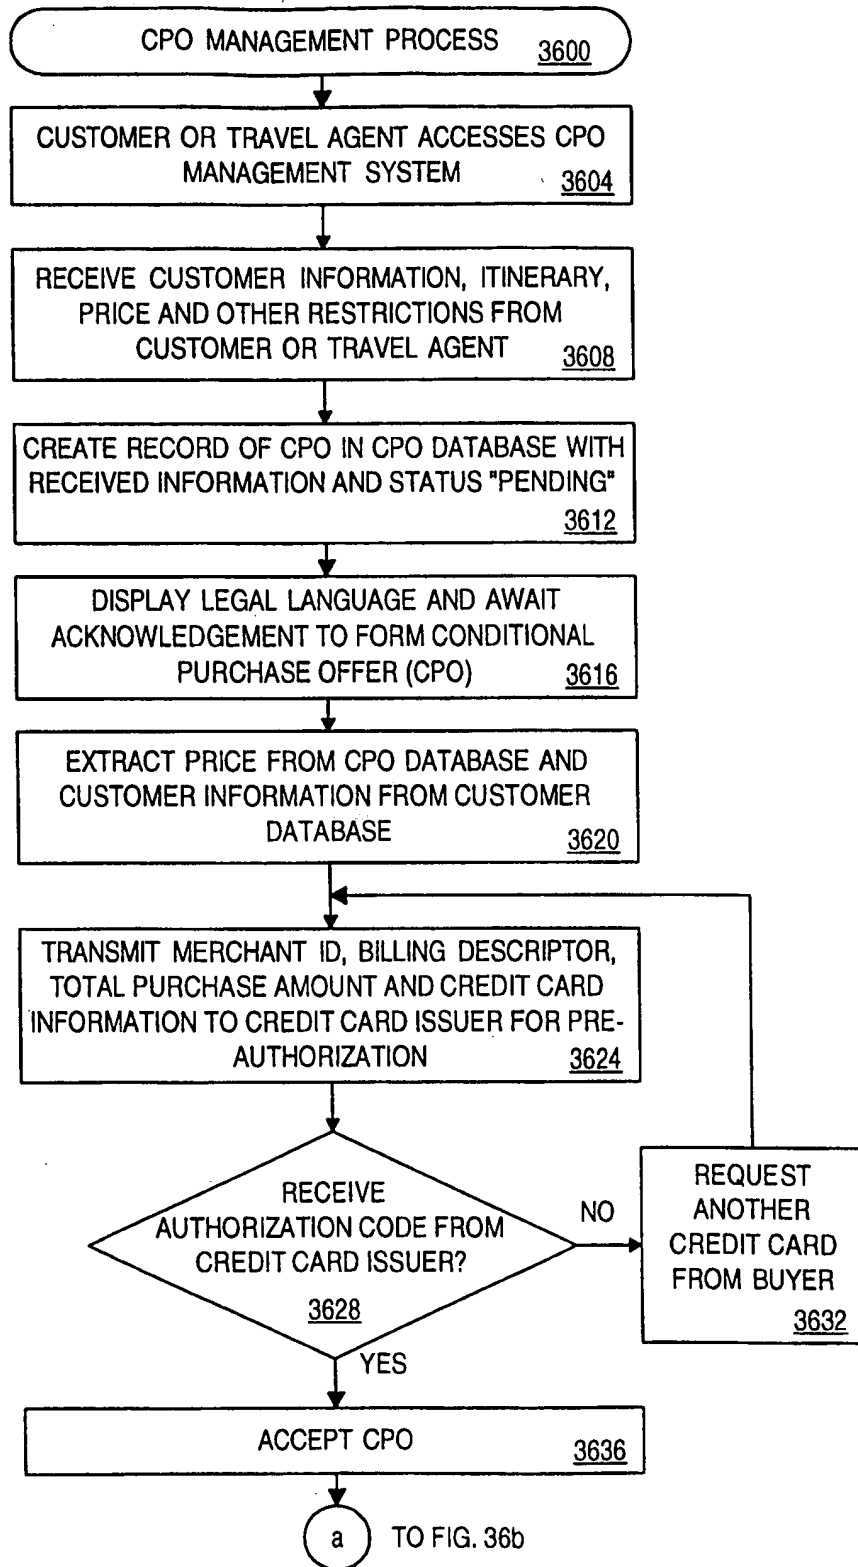 CPO MANAGEMENT PROCESS 3600
CUSTOMER OR TRAVEL AGENT ACCESSES CPO
MANAGEMENT SYSTEM 3604
RECEIVE CUSTOMER INFORMATION, ITINERARY,
PRICE AND OTHER RESTRICTIONS FROM
CUSTOMER OR TRAVEL AGENT 3608
CREATE RECORD OF CPO IN CPO DATABASE WITH
RECEIVED INFORMATION AND STATUS "PENDING"
3612
DISPLAY LEGAL LANGUAGE AND AWAIT
ACKNOWLEDGEMENT TO FORM CONDITIONAL
PURCHASE OFFER (CPO) 3616
EXTRACT PRICE FROM CPO DATABASE AND
CUSTOMER INFORMATION FROM CUSTOMER
DATABASE 3620
TRANSMIT MERCHANT ID, BILLING DESCRIPTOR,
TOTAL PURCHASE AMOUNT AND CREDIT CARD
INFORMATION TO CREDIT CARD ISSUER FOR PRE-
AUTHORIZATION 3624
RECEIVE
AUTHORIZATION CODE FROM
CREDIT CARD ISSUER?
3628
NO
REQUEST
ANOTHER
CREDIT CARD
FROM BUYER
3632
YES
ACCEPT CPO 3636
a TO FIG. 36b